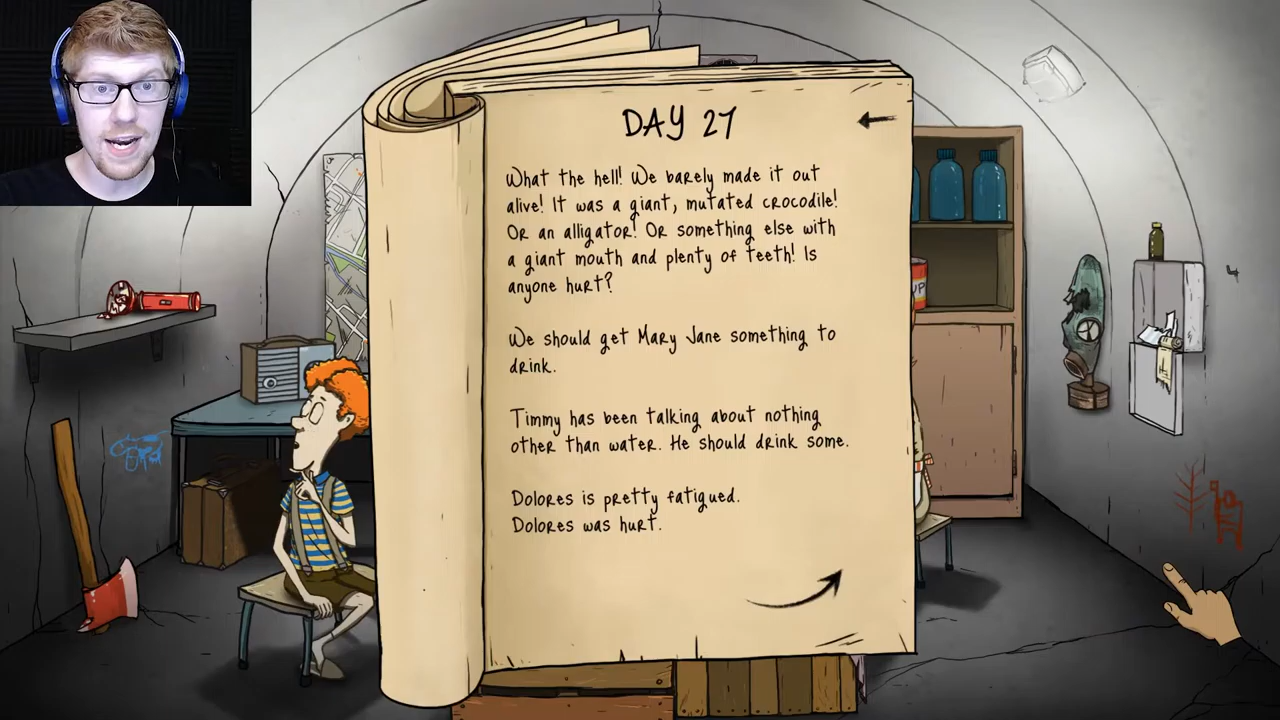 DAY 27
What the hell! We barely made it out
alive! It was a giant, mutated crocodile!
Or an alligator! Or something else with
a giant mouth and plenty of teeth! Is
anyone hurt?
We should get Mary Jane something to
drink.
Timmy has been talking about nothing
other than water. He should drink some.
Dolores is pretty fatigued.
Dolores was hurt.
UP